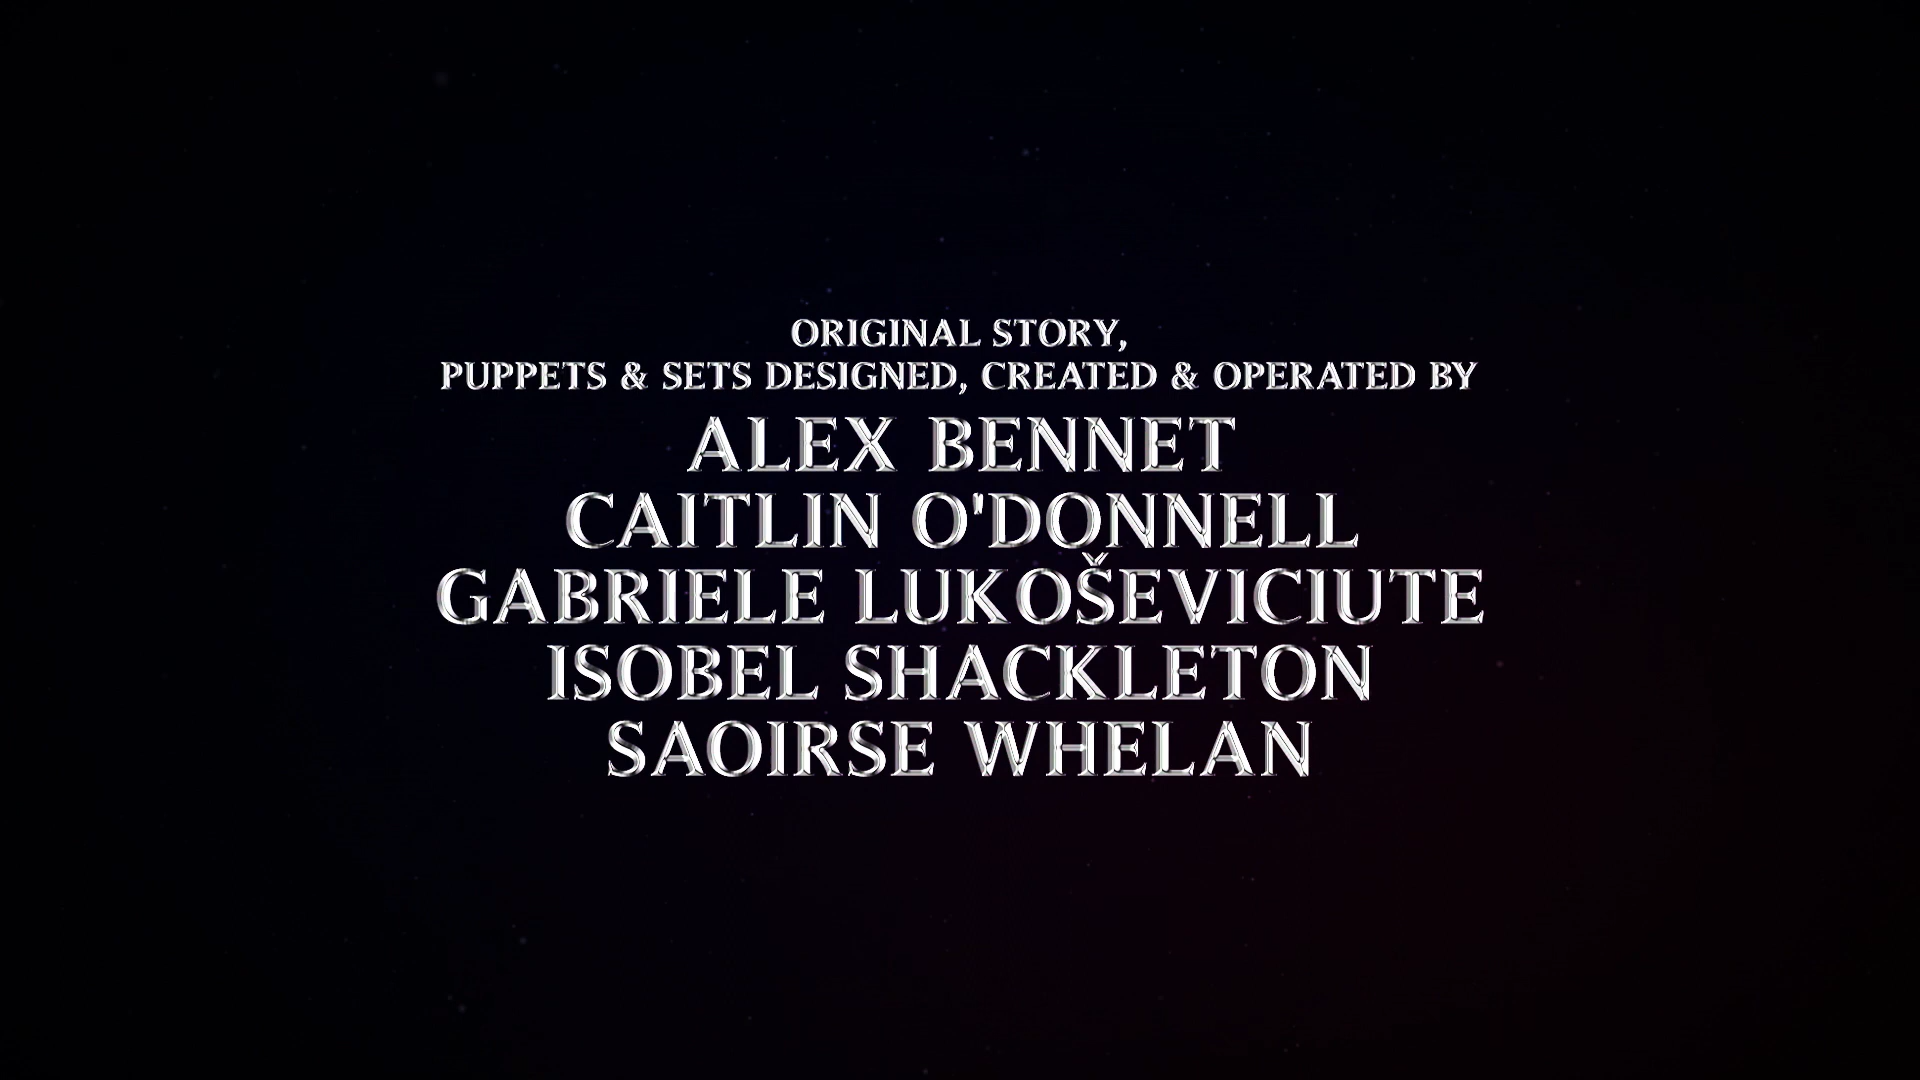 ORIGINAL STORY,
PUPPETS & SETS DESIGNED, CREATED & OPERATED BY
ALEX BENNET
CAITLIN O'DONNELL
GABRIELE LUKOŠEVICIUTE
ISOBEL SHACKLETON
SAOIRSE WHELAN